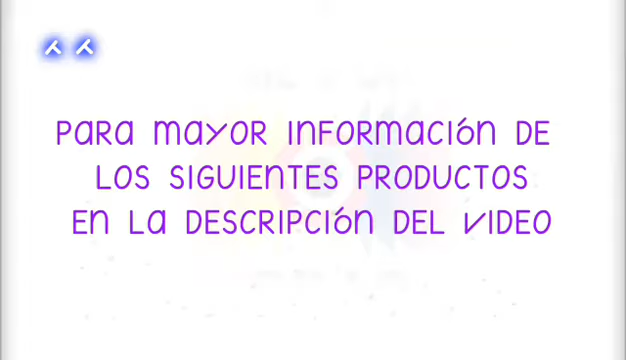 Para mayor información de
los siguientes productos
en la descripción del video